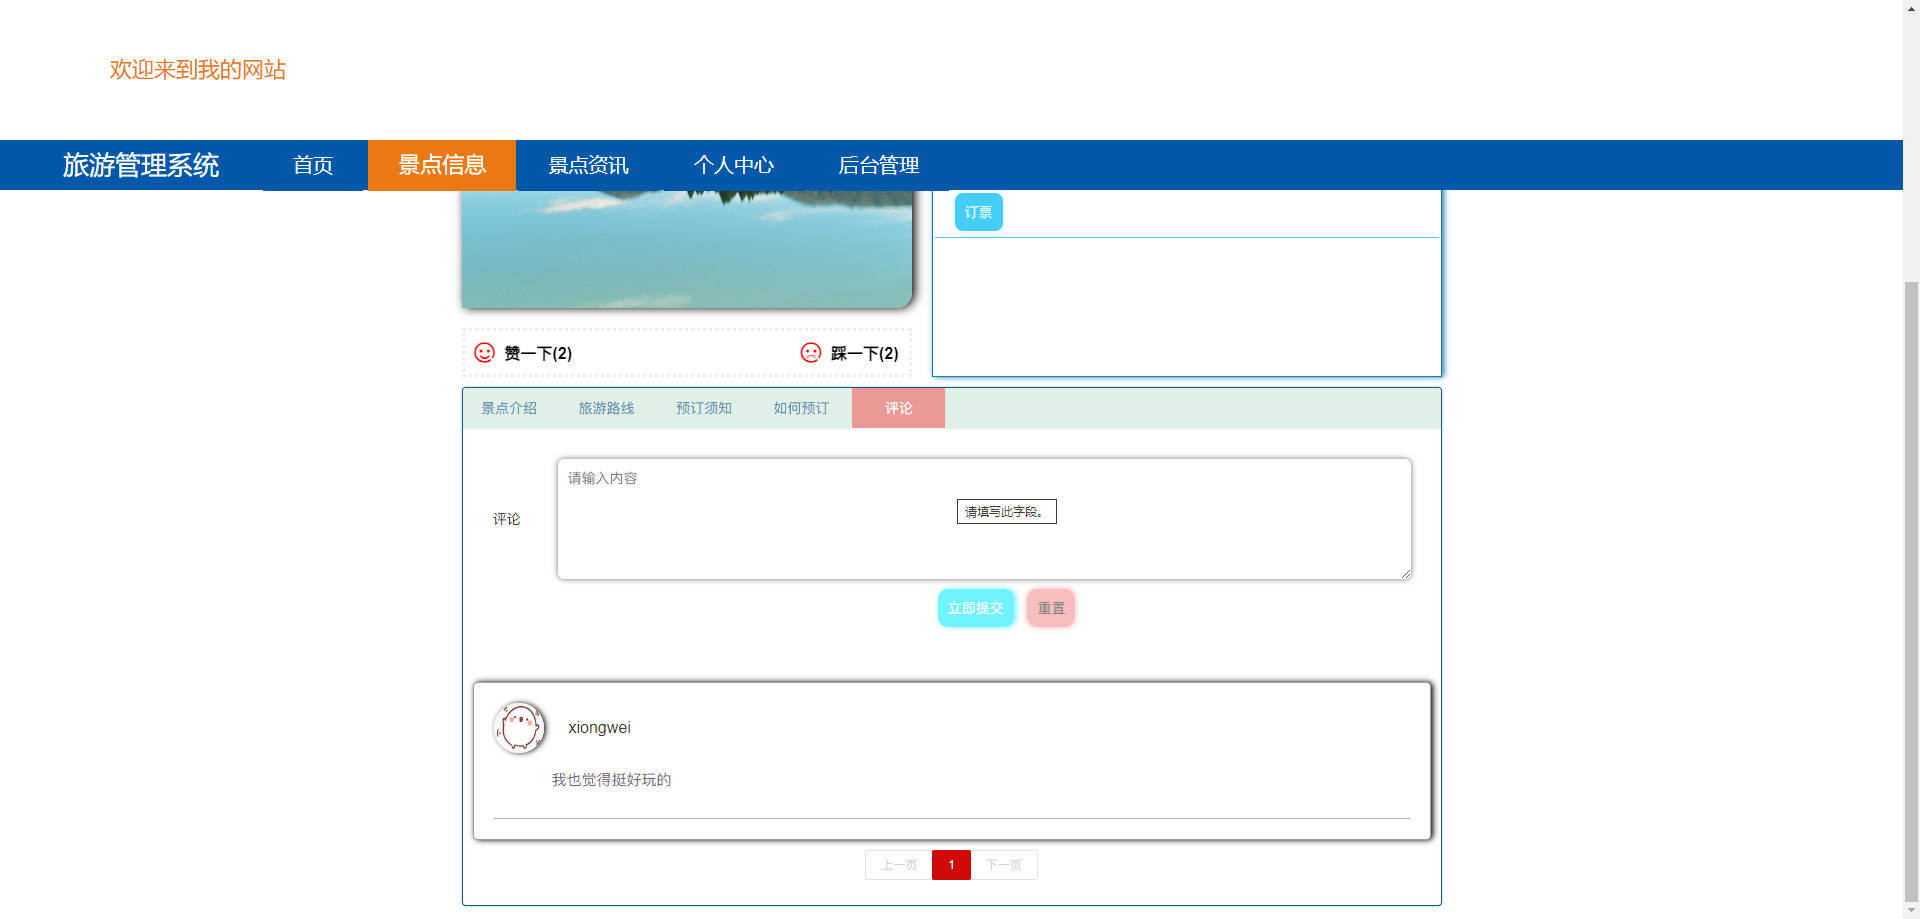 欢迎来到我的网站
旅游管理系统 首页 景点信息 景点资讯 个人中心 后台管理
订票
赞一下(2) 踩一下(2)
景点介绍 旅游路线 预订须知 如何预订 评论
请输入内容
请填写此字段。
评论
立即提交 重置
xiongwei
我也觉得挺好玩的
上一页 1 下一页